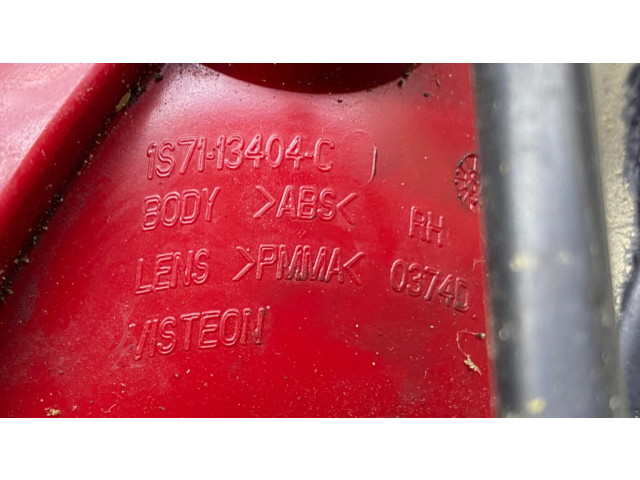 1S71-13404-C
BODY >ABS< RH
LENS >PMMA< 0374D
VISTEON